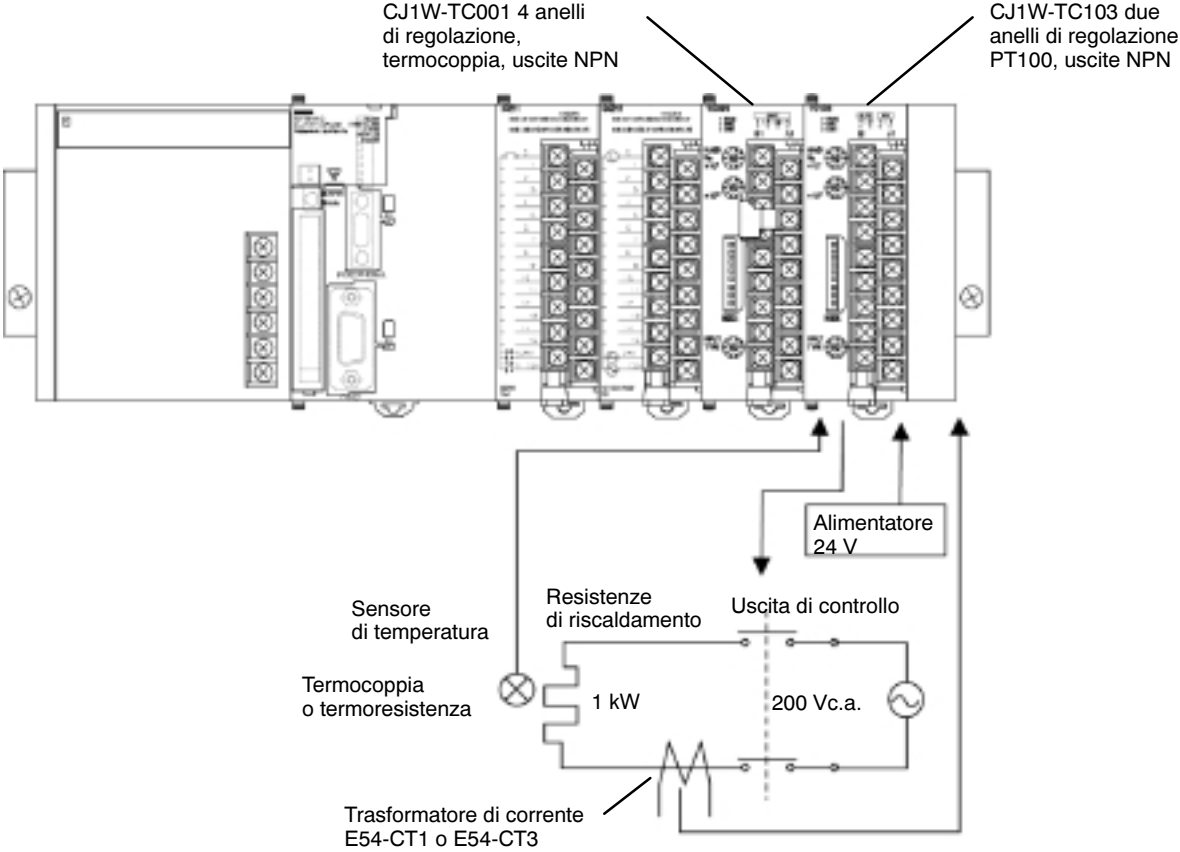 CJ1W-TC001 4 anelli
di regolazione,
termocoppia, uscite NPN
CJ1W-TC103 due
anelli di regolazione
PT100, uscite NPN
Alimentatore
24 V
Sensore
di temperatura
Resistenze
di riscaldamento
Uscita di controllo
Termocoppia
o termoresistenza
1 kW
200 Vc.a.
Trasformatore di corrente
E54-CT1 o E54-CT3